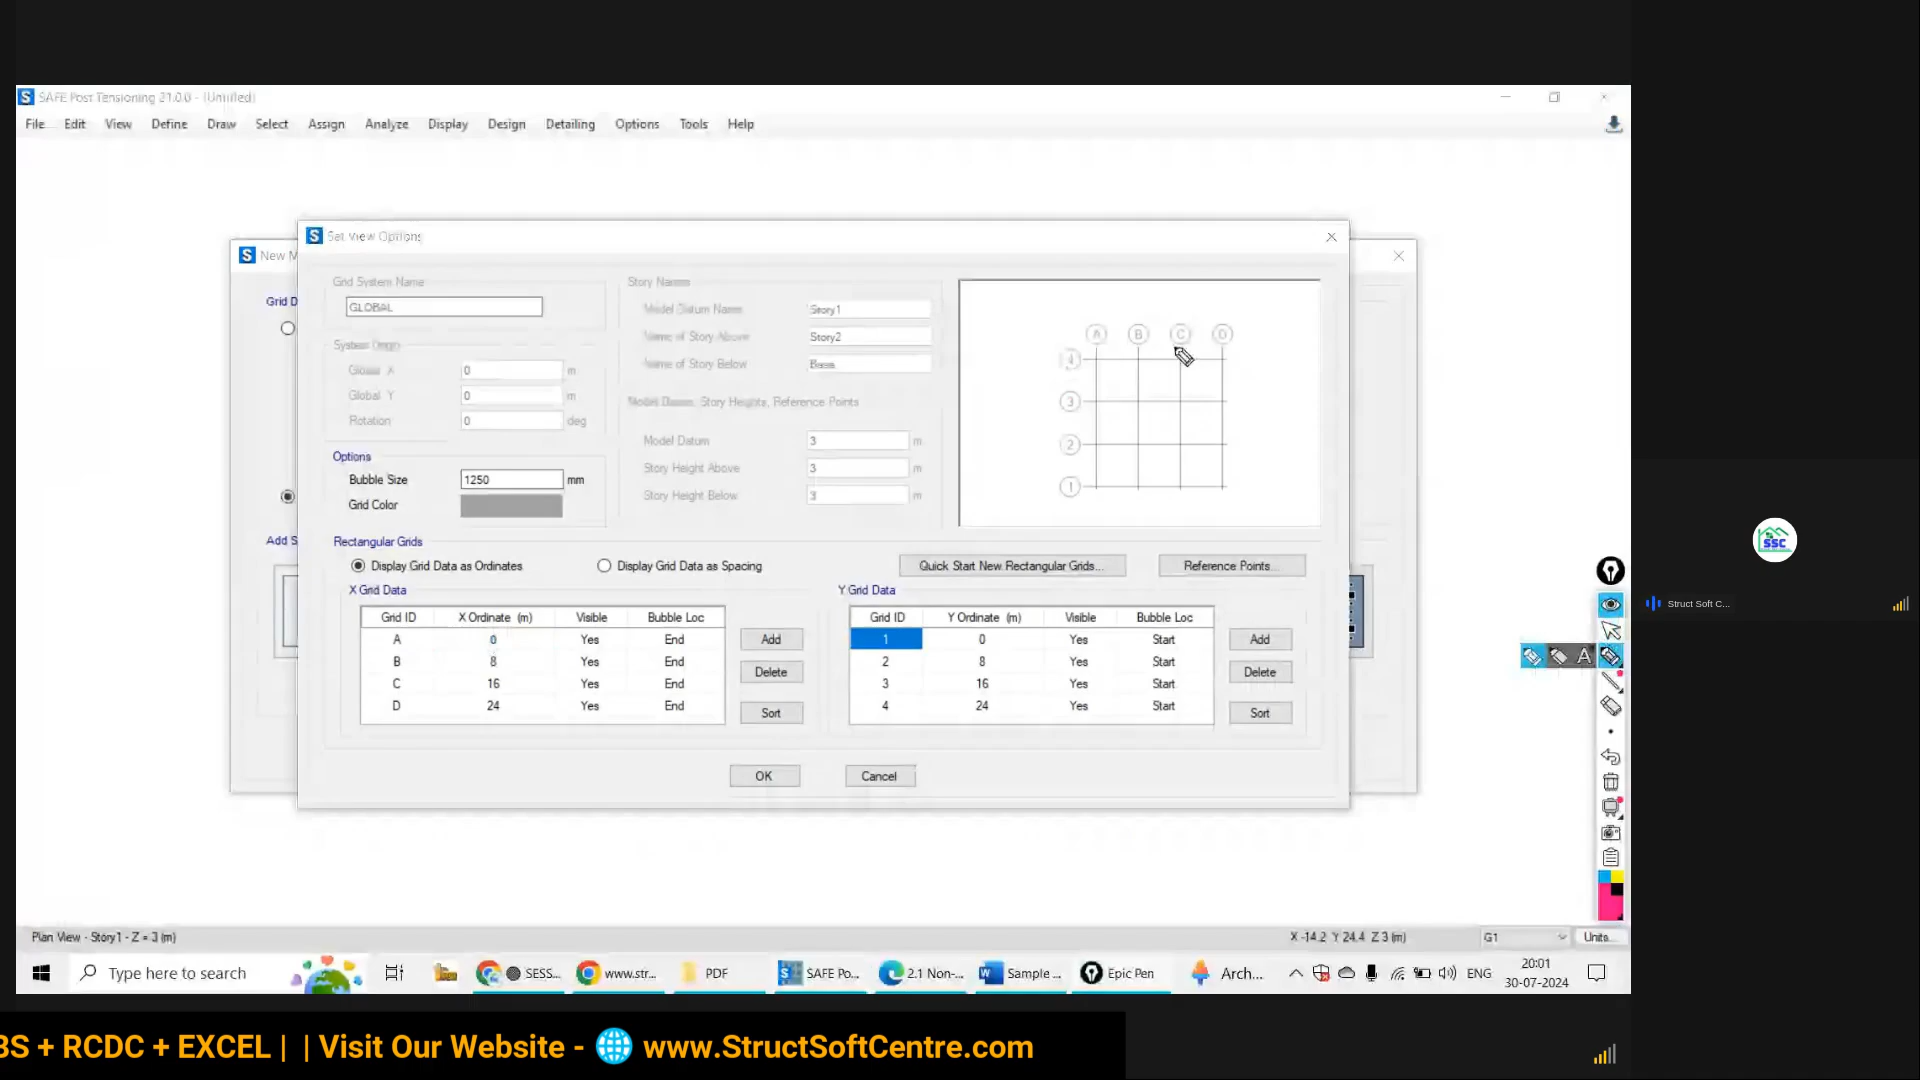 SAFE Post Tensioning 21.0.0 - (Untitled)
File Edit View Define Draw Select Assign Analyze Display Design Detailing Options Tools Help
New M
Set View Options
Grid D
Add S
Grid System Name
GLOBAL
System Origin
Global X 0 m
Global Y 0 m
Rotation 0 deg
Options
Bubble Size 1250 mm
Grid Color
Story Names
Model Datum Name Story1
Name of Story Above Story2
Name of Story Below Base
Model Datum, Story Heights, Reference Points
Model Datum 3 m
Story Height Above 3 m
Story Height Below 3 m
A B C D
4
3
2
1
Rectangular Grids
Display Grid Data as Ordinates Display Grid Data as Spacing Quick Start New Rectangular Grids... Reference Points...
X Grid Data
Grid ID X Ordinate (m) Visible Bubble Loc
A 0 Yes End
B 8 Yes End
C 16 Yes End
D 24 Yes End
Add
Delete
Sort
Y Grid Data
Grid ID Y Ordinate (m) Visible Bubble Loc
1 0 Yes Start
2 8 Yes Start
3 16 Yes Start
4 24 Yes Start
Add
Delete
Sort
OK Cancel
A
SSC
Struct Soft C...
Plan View - Story1 - Z = 3 (m) X -14.2 Y 24.4 Z 3 (m) G1 Units...
Type here to search SESS... www.str... PDF SAFE Po... 2.1 Non-... Sample ... Epic Pen Arch... ENG 20:01
30-07-2024
BS + RCDC + EXCEL | | Visit Our Website - www.StructSoftCentre.com